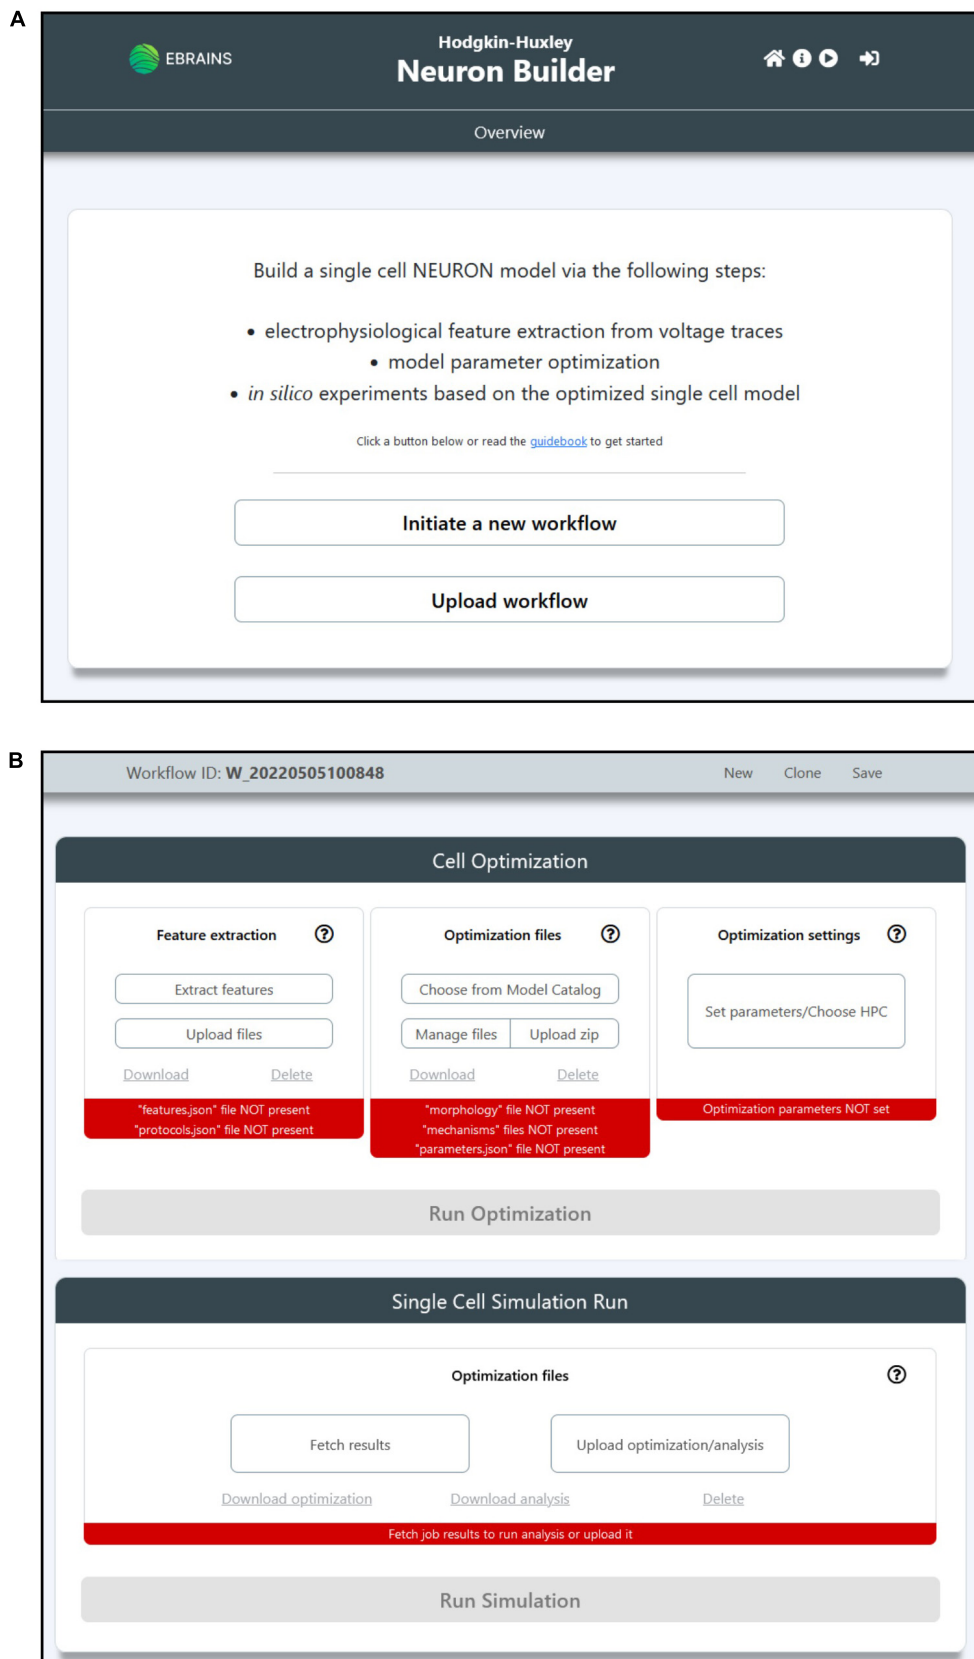 A
EBRAINS
Hodgkin-Huxley
Neuron Builder
Overview
Build a single cell NEURON model via the following steps:
• electrophysiological feature extraction from voltage traces
• model parameter optimization
• in silico experiments based on the optimized single cell model
Click a button below or read the guidebook to get started
Initiate a new workflow
Upload workflow
B
Workflow ID: W_20220505100848 New Clone Save
Cell Optimization
Feature extraction ?
Extract features
Upload files
Download Delete
"features.json" file NOT present
"protocols.json" file NOT present
Optimization files ?
Choose from Model Catalog
Manage files Upload zip
Download Delete
"morphology" file NOT present
"mechanisms" files NOT present
"parameters.json" file NOT present
Optimization settings ?
Set parameters/Choose HPC
Optimization parameters NOT set
Run Optimization
Single Cell Simulation Run
Optimization files ?
Fetch results Upload optimization/analysis
Download optimization Download analysis Delete
Fetch job results to run analysis or upload it
Run Simulation